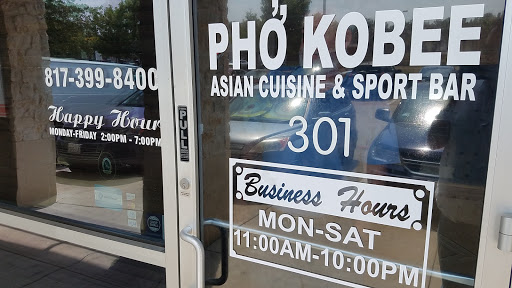 PHỞ KOBEE
ASIAN CUISINE & SPORT BAR
301
Business Hours
MON-SAT
11:00AM-10:00PM
817-399-8400
Happy Hour
MONDAY-FRIDAY 2:00PM - 7:00PM
PULL